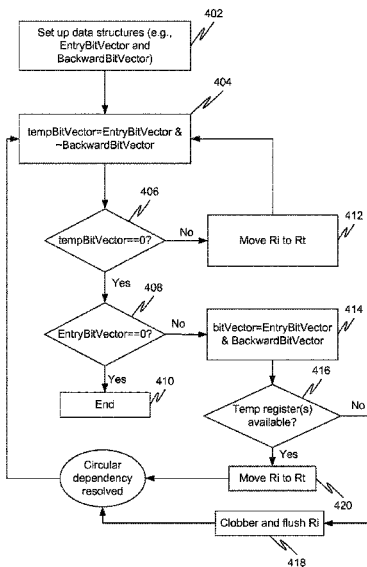 402
Set up data structures (e.g.,
EntryBitVector and
BackwardBitVector)
404
tempBitVector=EntryBitVector &
~BackwardBitVector
406
tempBitVector==0?
No
Move Ri to Rt
412
Yes
408
EntryBitVector==0?
No
bitVector=EntryBitVector
& BackwardBitVector
414
Yes
410
End
416
Temp register(s)
available?
No
Yes
Circular
dependency
resolved
Move Ri to Rt
420
Clobber and flush Ri
418